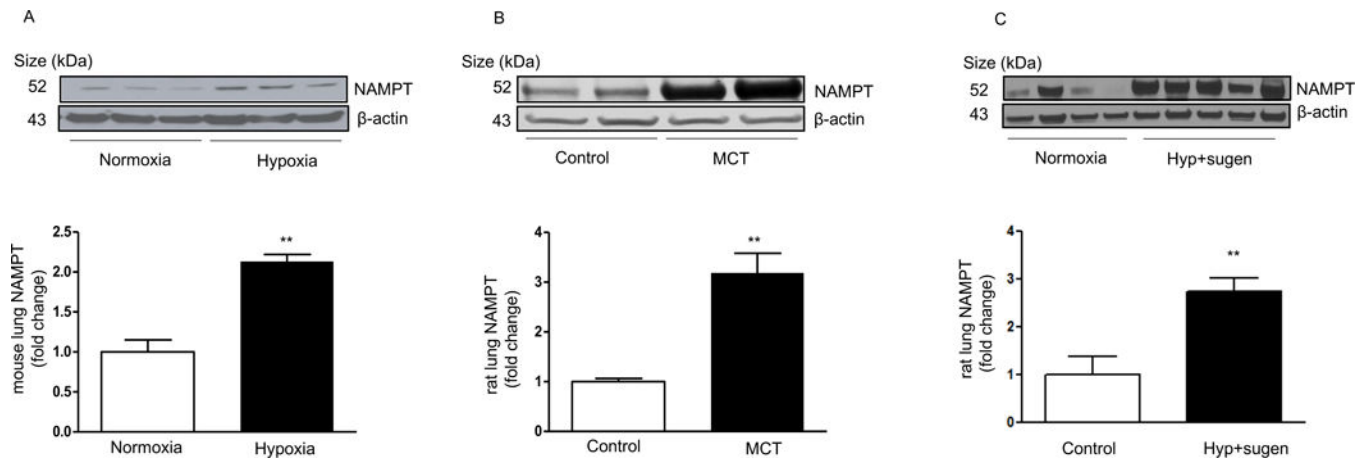 A
Size (kDa)
52 NAMPT
43 β-actin
Normoxia Hypoxia
mouse lung NAMPT
(fold change)
2.5
2.0
1.5
1.0
0.5
0.0
**
Normoxia Hypoxia
B
Size (kDa)
52 NAMPT
43 β-actin
Control MCT
rat lung NAMPT
(fold change)
4
3
2
1
0
**
Control MCT
C
Size (kDa)
52 NAMPT
43 β-actin
Normoxia Hyp+sugen
rat lung NAMPT
(fold change)
4
3
2
1
0
**
Control Hyp+sugen